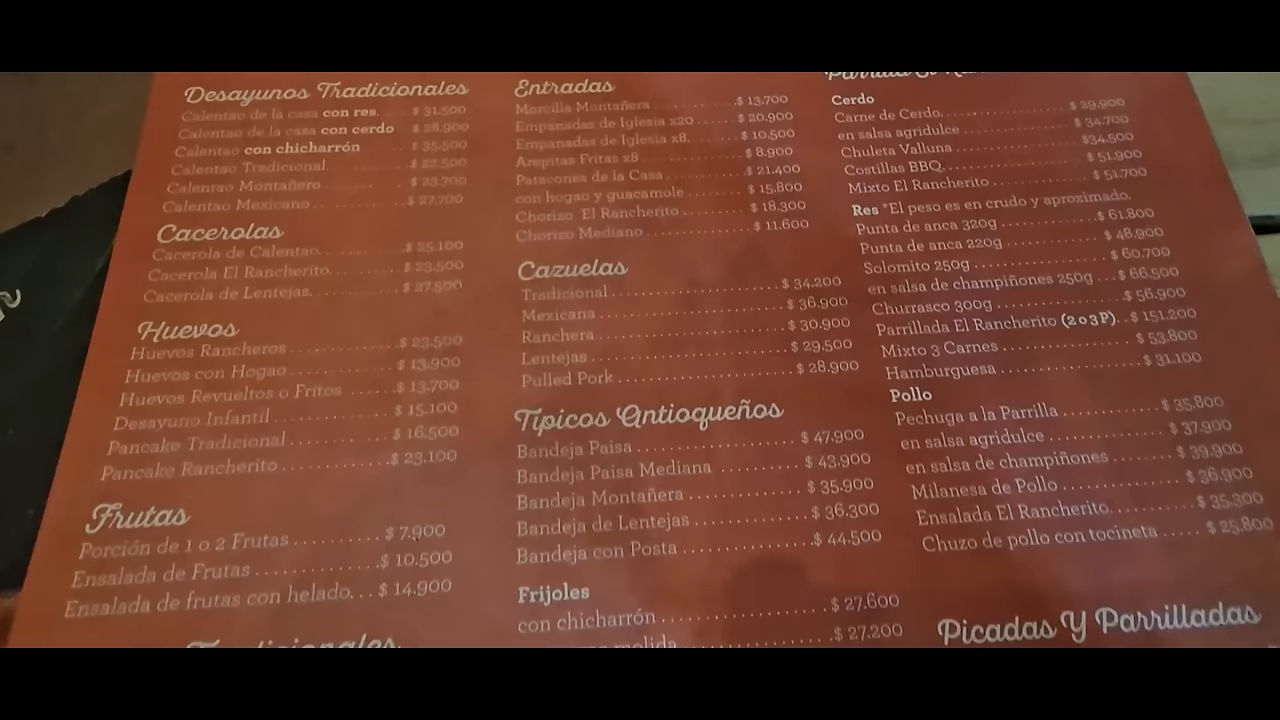 Desayunos Tradicionales
Calentao de la casa con res. $ 31.500
Calentao de la casa con cerdo $ 28.900
Calentao con chicharrón $ 35.500
Calentao Tradicional. $ 22.500
Calentao Montañero $ 23.700
Calentao Mexicano $ 27.700
Cacerolas
Cacerola de Calentao. $ 25.100
Cacerola El Rancherito. $ 23.500
Cacerola de Lentejas. $ 27.500
Huevos
Huevos Rancheros $ 23.500
Huevos con Hogao $ 13.900
Huevos Revueltos o Fritos $ 13.700
Desayuno Infantil $ 15.100
Pancake Tradicional $ 16.500
Pancake Rancherito $ 23.100
Frutas
Porción de 1 o 2 Frutas $ 7.900
Ensalada de Frutas $ 10.500
Ensalada de frutas con helado. $ 14.900
Tradicionales
Entradas
Morcilla Montañera $ 13.700
Empanadas de Iglesia x20 $ 20.900
Empanadas de Iglesia x8. $ 10.500
Arepitas Fritas x8 $ 8.900
Patacones de la Casa $ 21.400
con hogao y guacamole $ 15.800
Chorizo El Rancherito $ 18.300
Chorizo Mediano $ 11.600
Cazuelas
Tradicional $ 34.200
Mexicana $ 36.900
Ranchera $ 30.900
Lentejas $ 29.500
Pulled Pork $ 28.900
Típicos Antioqueños
Bandeja Paisa $ 47.900
Bandeja Paisa Mediana $ 43.900
Bandeja Montañera $ 35.900
Bandeja de Lentejas $ 36.300
Bandeja con Posta $ 44.500
Frijoles
con chicharrón $ 27.600
molida $ 27.200
Parrilla El
Cerdo
Carne de Cerdo. $ 29.900
en salsa agridulce $ 34.700
Chuleta Valluna $34.500
Costillas BBQ. $ 51.900
Mixto El Rancherito $ 51.700
Res *El peso es en crudo y aproximado.
Punta de anca 320g $ 61.800
Punta de anca 220g $ 48.900
Solomito 250g $ 60.700
en salsa de champiñones 250g $ 66.500
Churrasco 300g $ 56.900
Parrillada El Rancherito (2 o 3 P). $ 151.200
Mixto 3 Carnes $ 53.800
Hamburguesa $ 31.100
Pollo
Pechuga a la Parrilla $ 35.800
en salsa agridulce $ 37.900
en salsa de champiñones $ 39.900
Milanesa de Pollo $ 36.900
Ensalada El Rancherito. $ 35.300
Chuzo de pollo con tocineta $ 25,800
Picadas Y Parrilladas